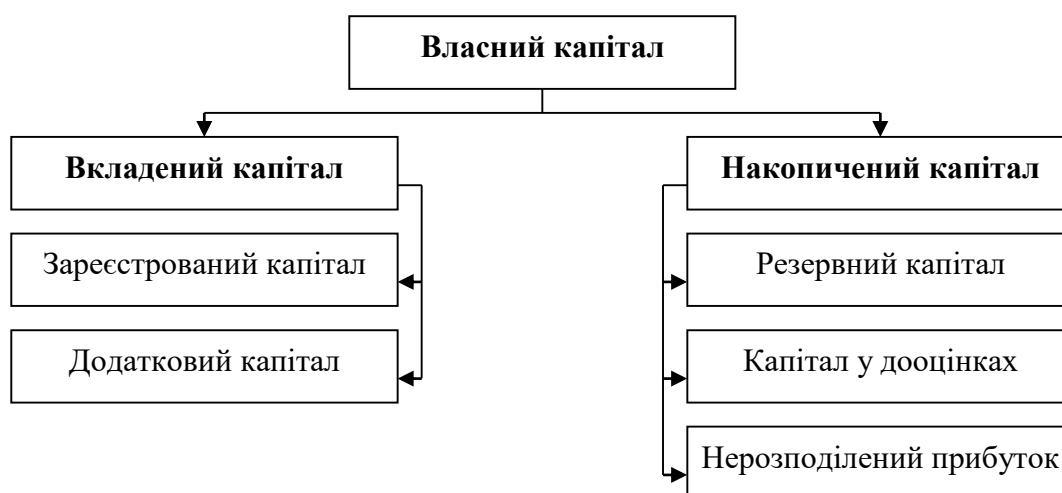 Власний капітал
Вкладений капітал
Зареєстрований капітал
Додатковий капітал
Накопичений капітал
Резервний капітал
Капітал у дооцінках
Нерозподілений прибуток